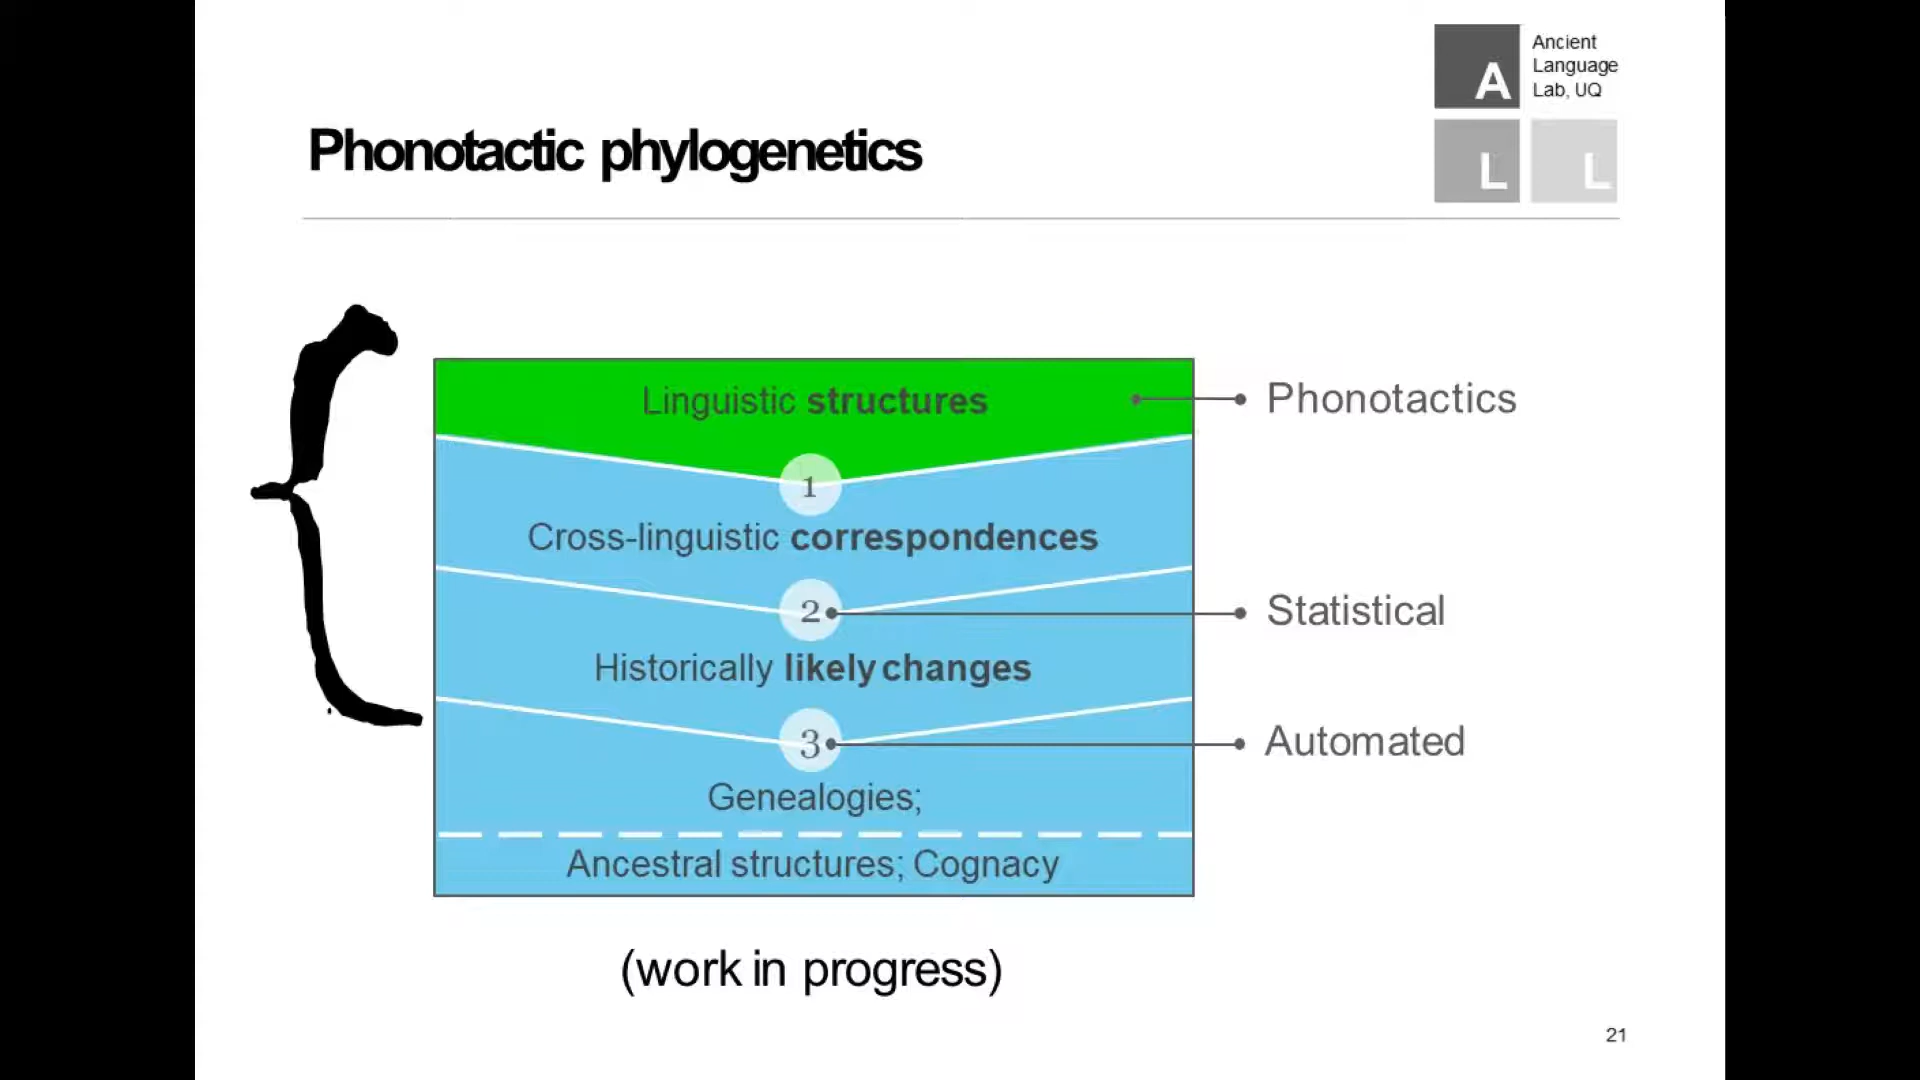 A
Ancient
Language
Lab, UQ
L L
Phonotactic phylogenetics
Linguistic structures
Phonotactics
1
Cross-linguistic correspondences
2
Statistical
Historically likely changes
3
Automated
Genealogies;
Ancestral structures; Cognacy
(work in progress)
21